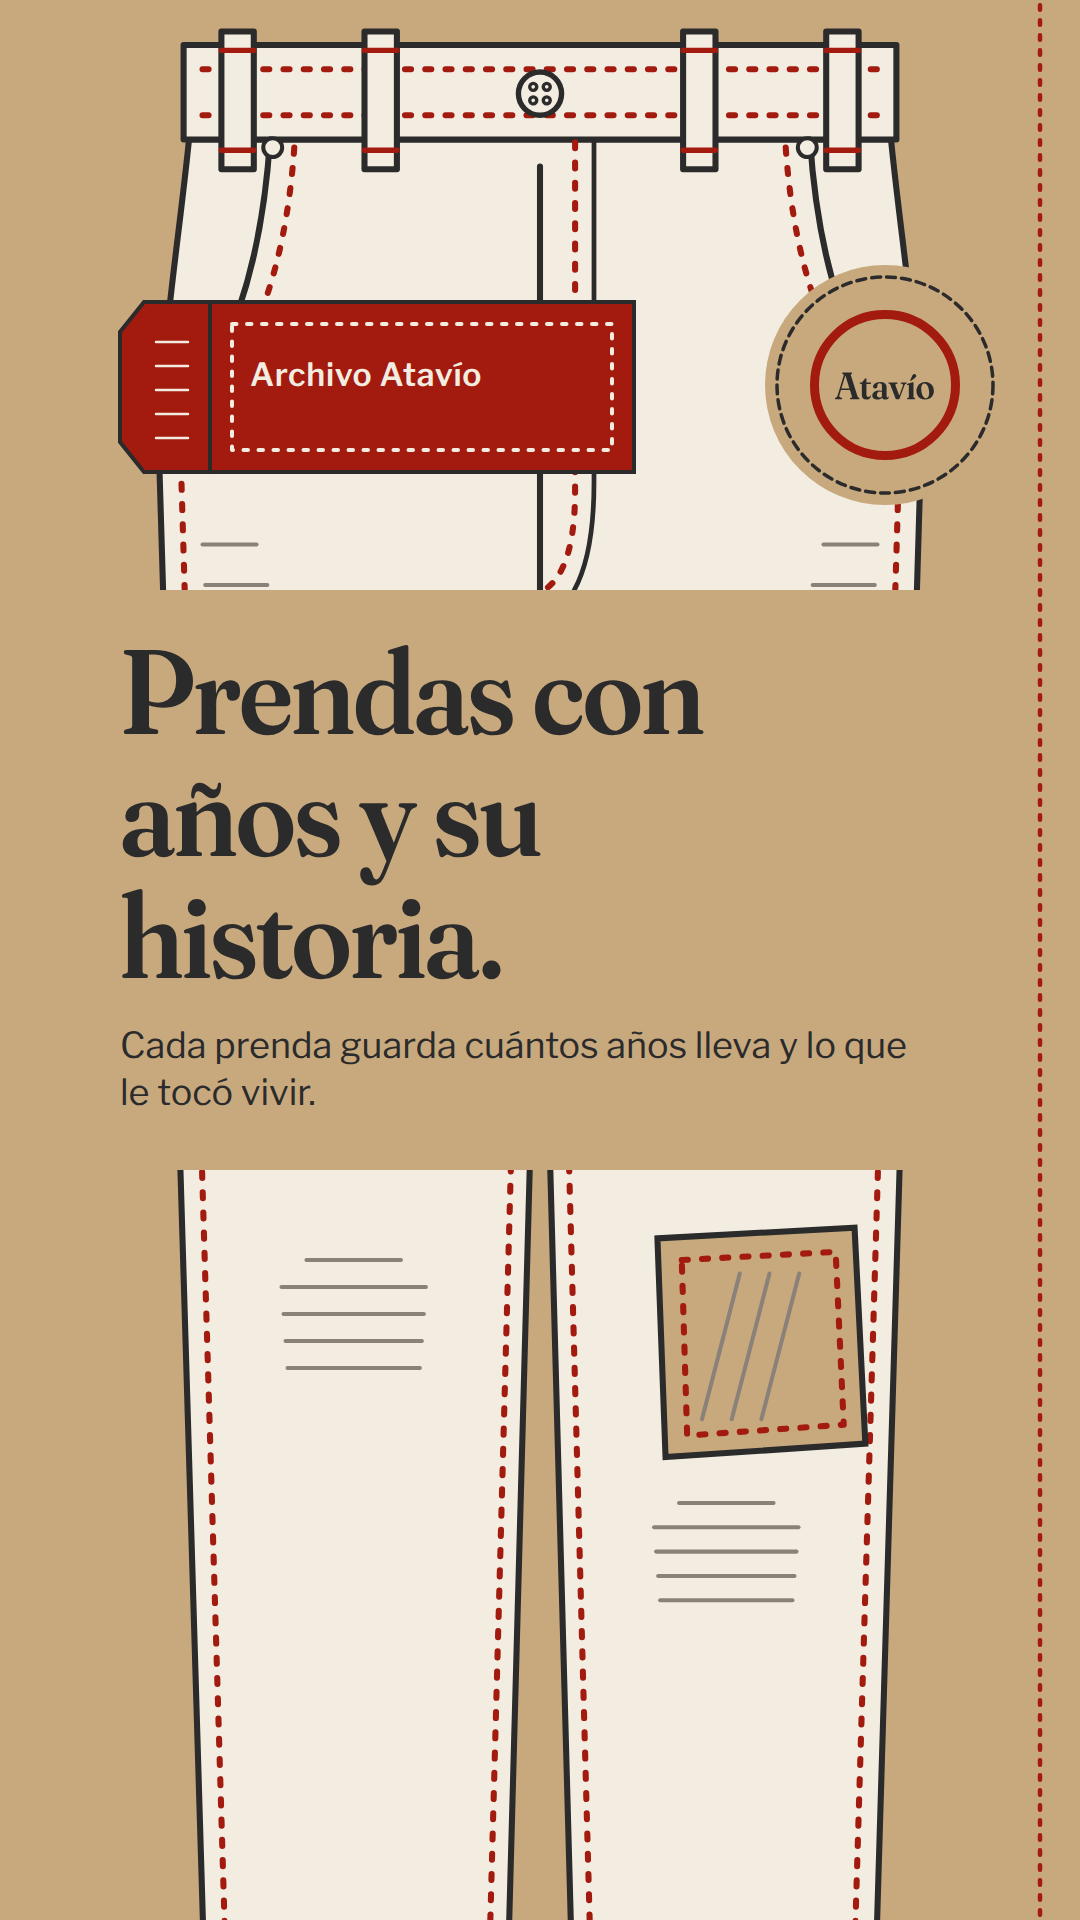 Archivo Atavío
Atavío
Prendas con
años y su
historia.
Cada prenda guarda cuántos años lleva y lo que
le tocó vivir.